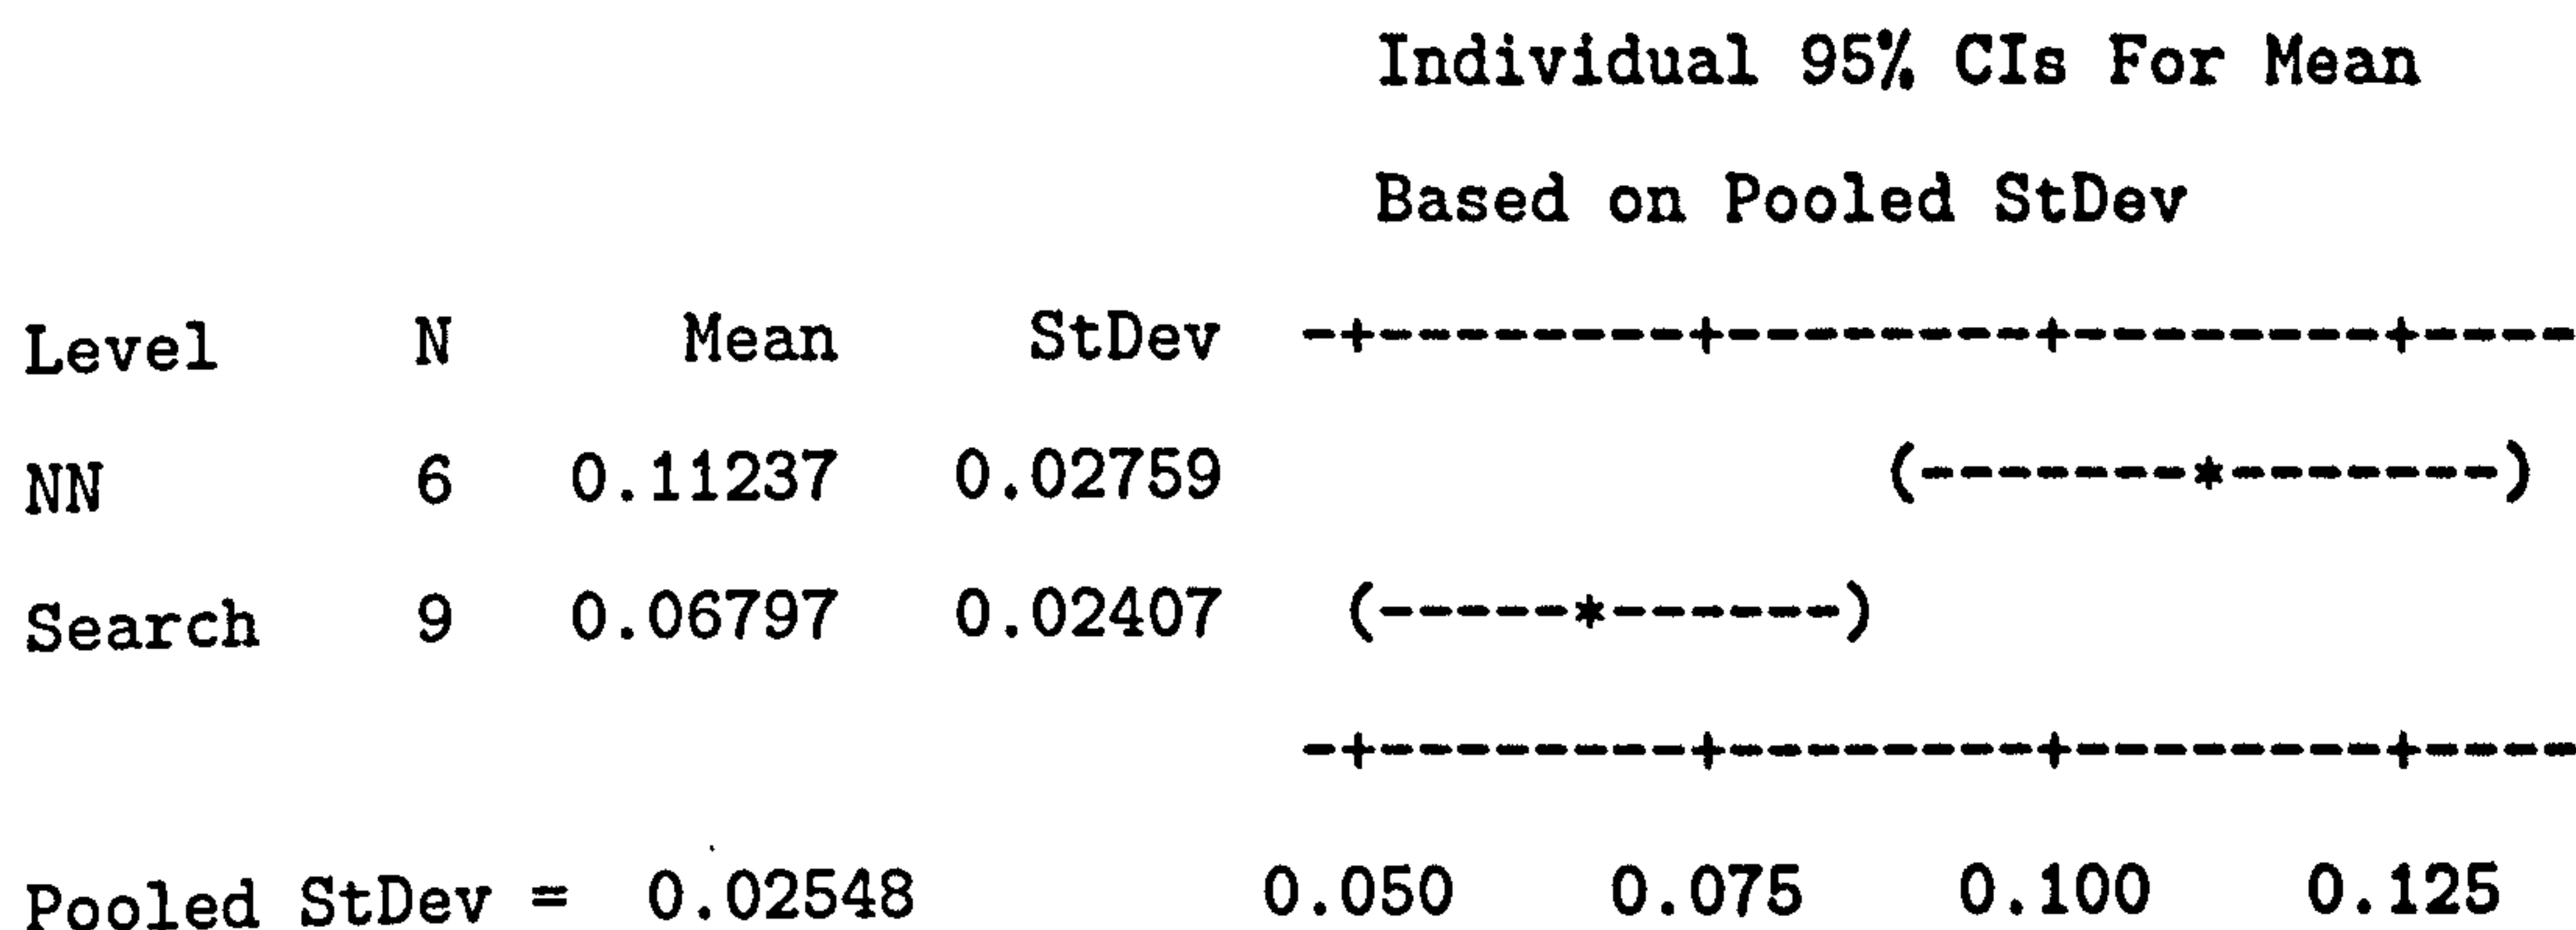 Individual 95% CIs For Mean
Based on Pooled StDev
Level N Mean StDev -+---------+---------+---------+----
NN 6 0.11237 0.02759 (-------*-------)
Search 9 0.06797 0.02407 (-----*------)
-+---------+---------+---------+----
Pooled StDev = 0.02548 0.050 0.075 0.100 0.125